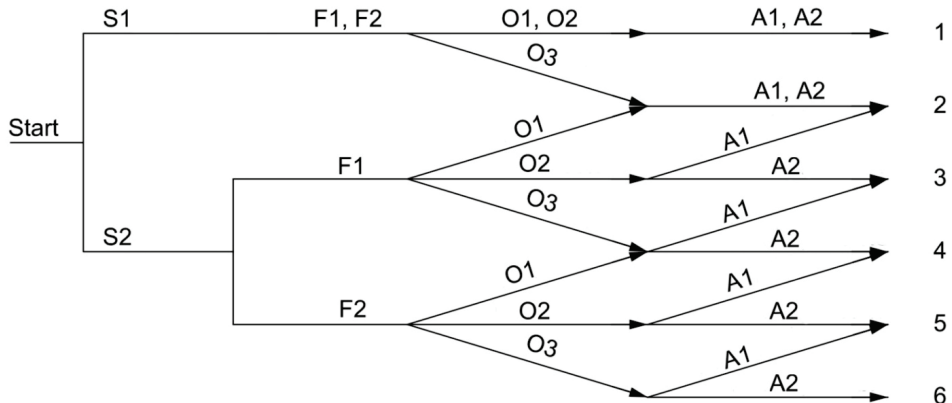 S1 F1, F2 O1, O2 A1, A2 1
O3
A1, A2 2
Start
O1 A1
F1 O2 A2 3
O3 A1
S2 A2 4
O1 A1
F2 O2 A2 5
O3 A1
A2 6